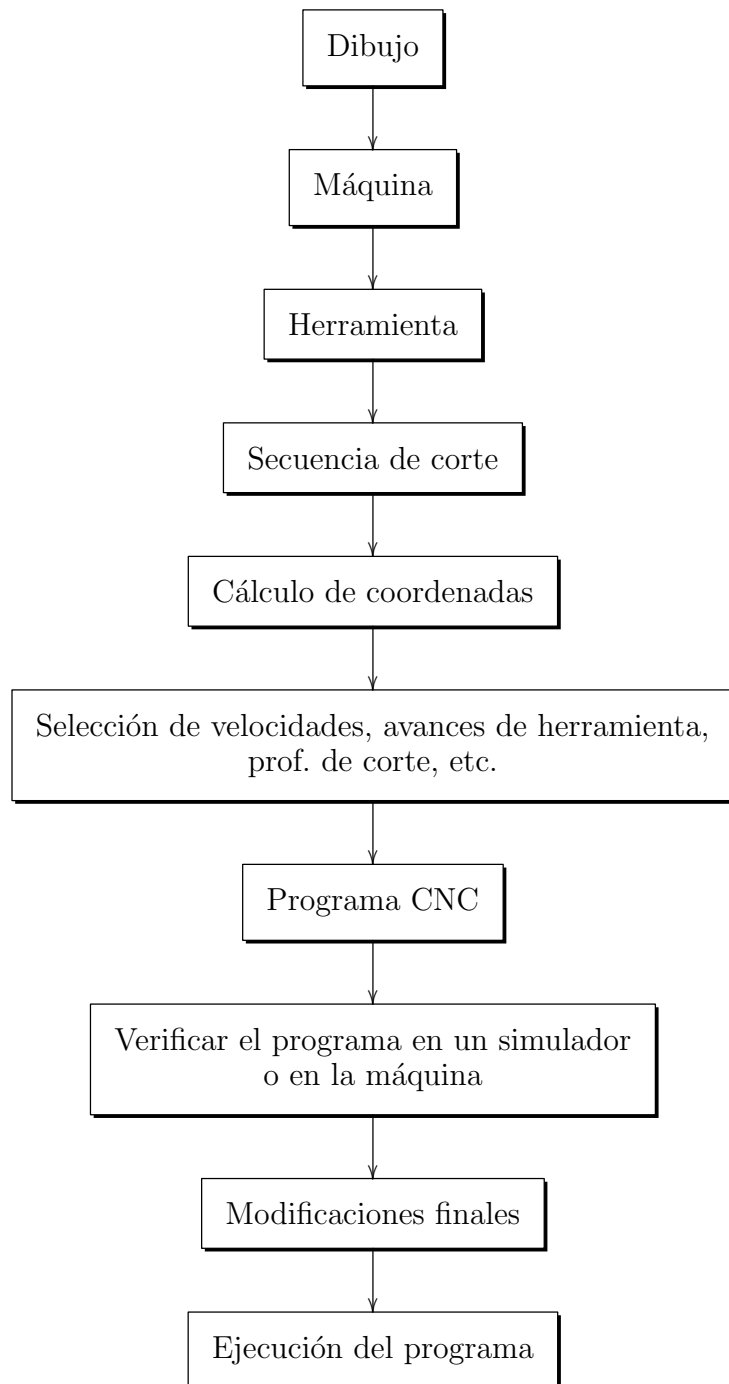 Dibujo
Máquina
Herramienta
Secuencia de corte
Cálculo de coordenadas
Selección de velocidades, avances de herramienta,
prof. de corte, etc.
Programa CNC
Verificar el programa en un simulador
o en la máquina
Modificaciones finales
Ejecución del programa